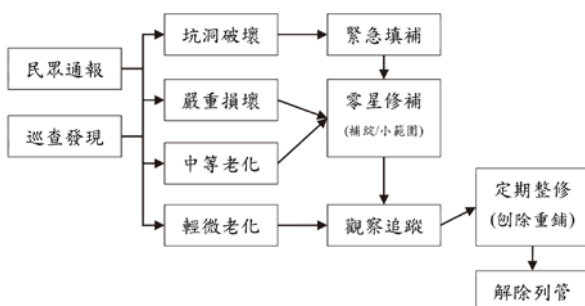 民眾通報
巡查發現
坑洞破壞
嚴重損壞
中等老化
輕微老化
緊急填補
零星修補
(補綻/小範圍)
觀察追蹤
定期整修
(刨除重鋪)
解除列管